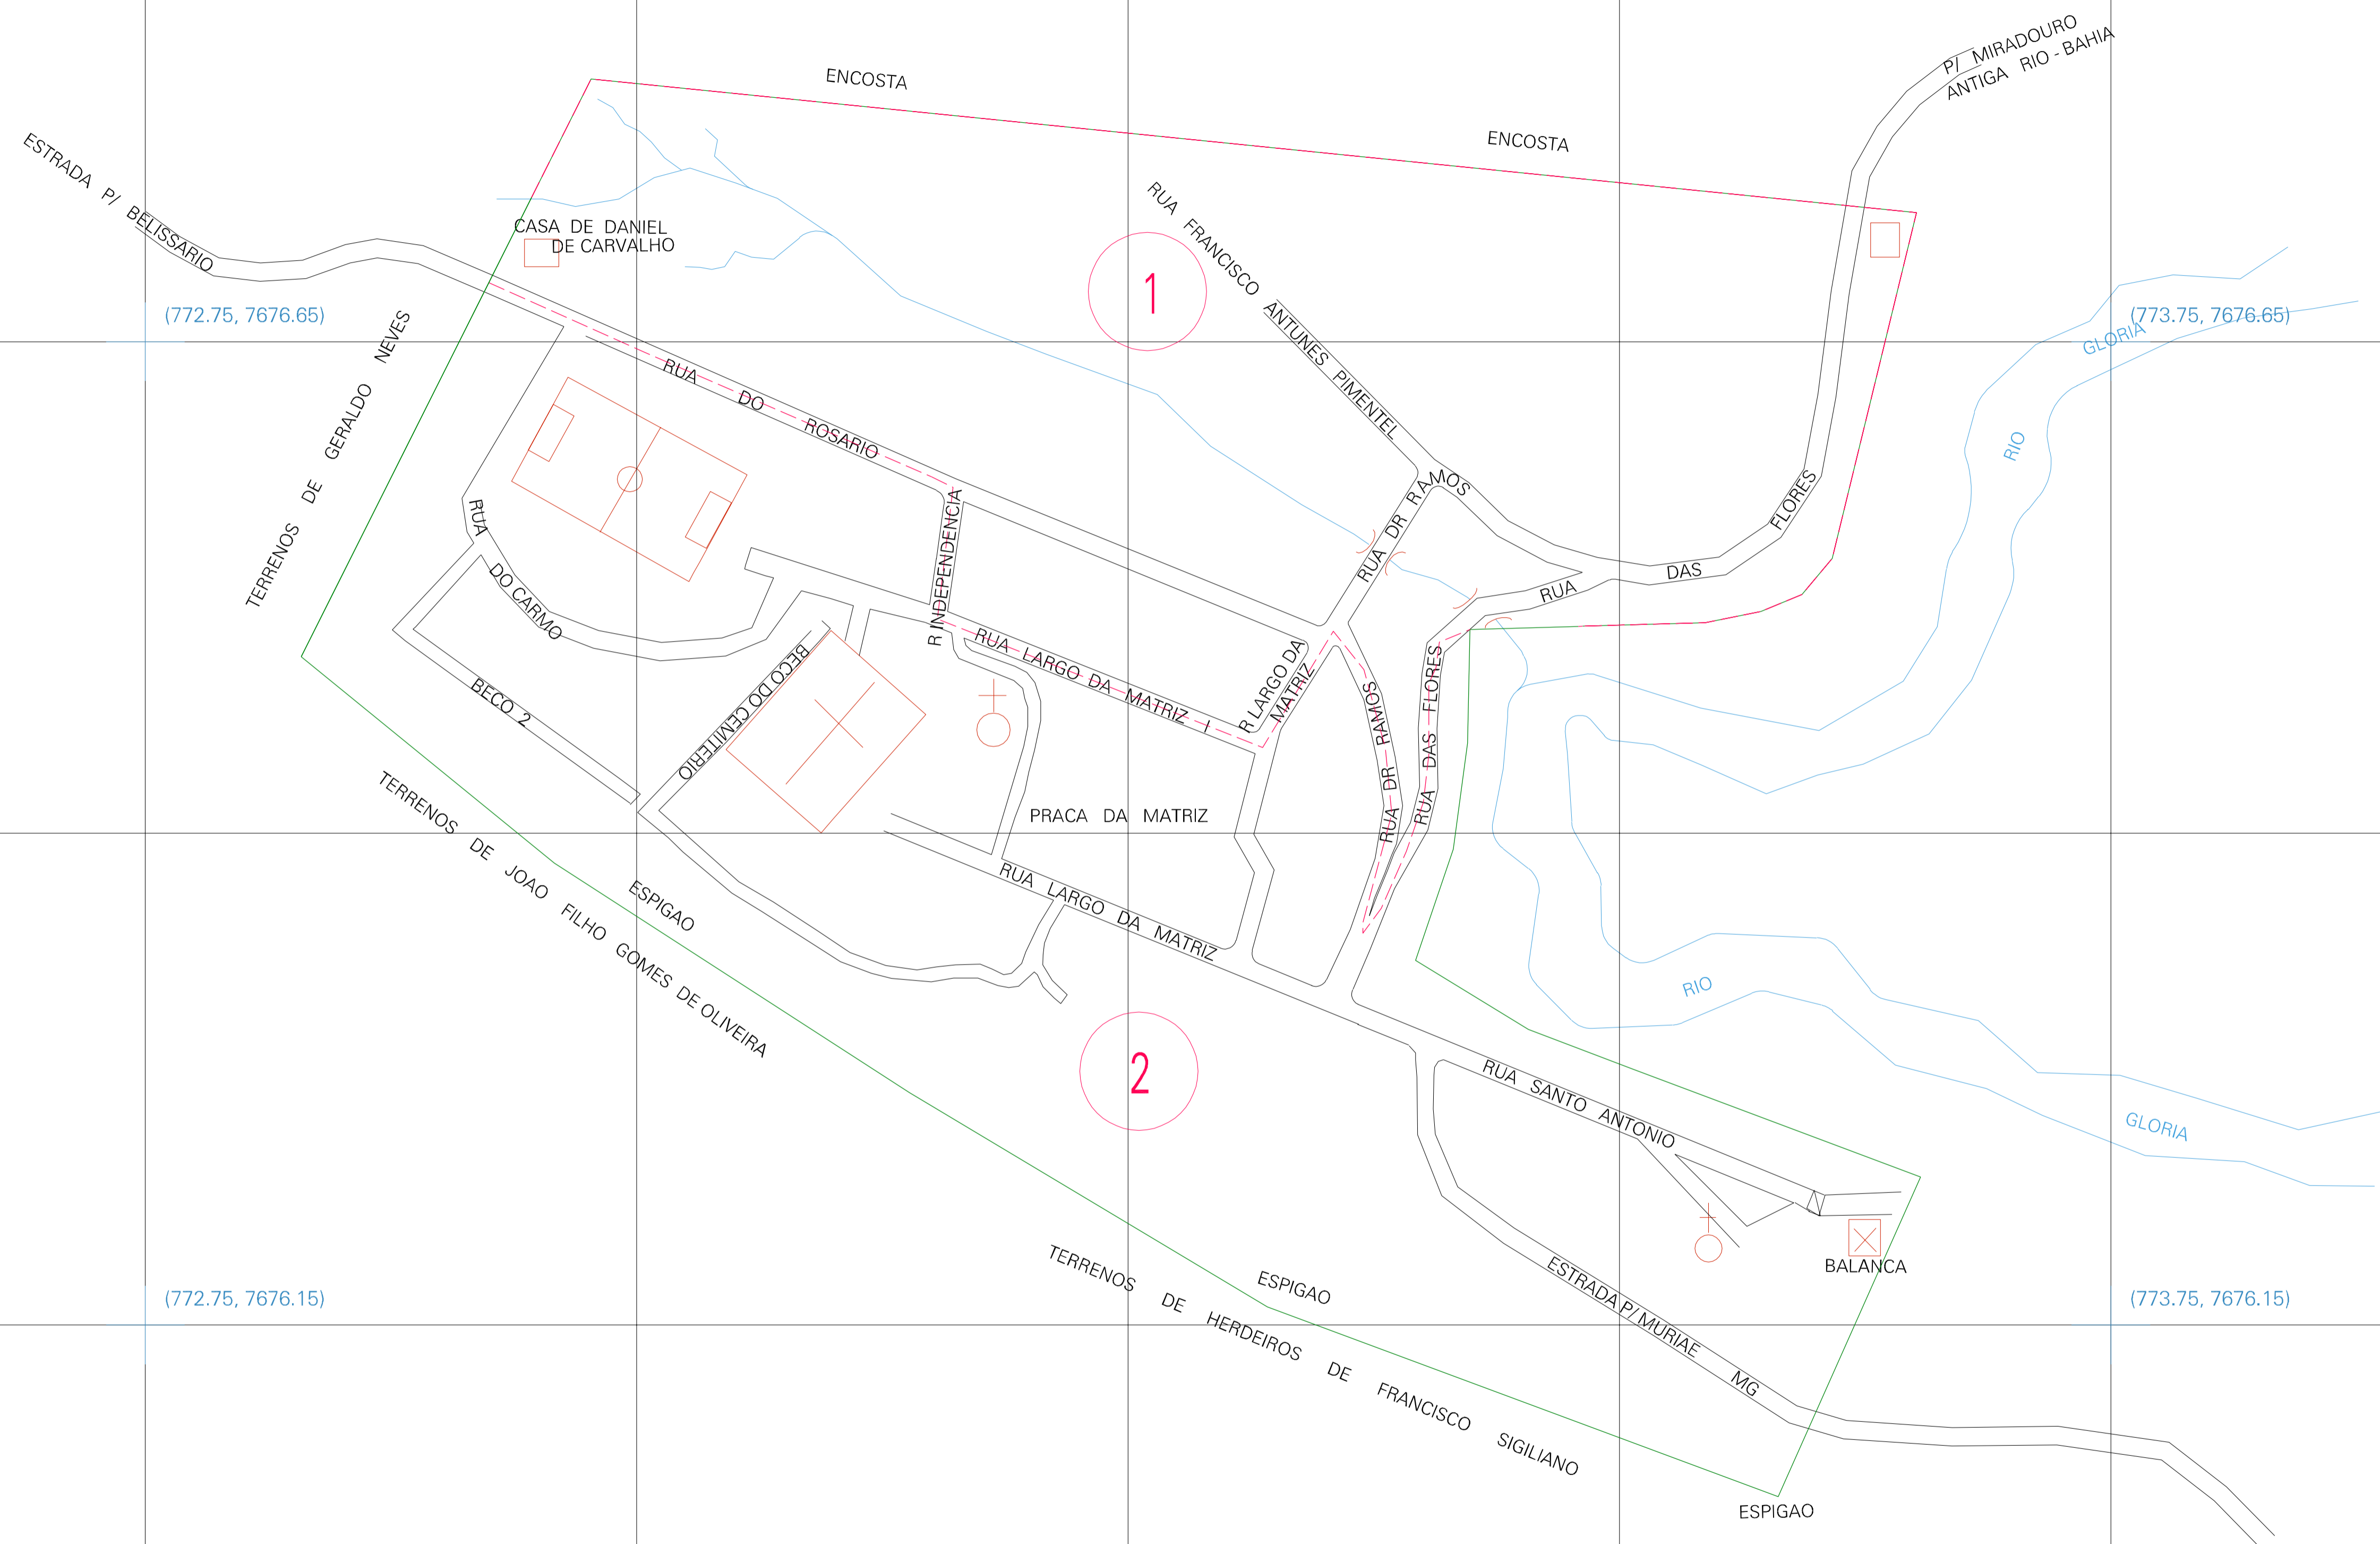 P/ MIRADOURO
ANTIGA RIO - BAHIA
ENCOSTA
ENCOSTA
ESTRADA P/ BELISSARIO
CASA DE DANIEL
DE CARVALHO
RUA FRANCISCO ANTUNES PIMENTEL
1
(772.75, 7676.65)
(773.75, 7676.65)
GLORIA
RIO
TERRENOS DE GERALDO NEVES
RUA DO ROSARIO
RUA DR RAMOS
RUA DAS FLORES
R INDEPENDENCIA
RUA DO CARMO
BECO 2
BECO DO CEMITERIO
RUA LARGO DA MATRIZ I
R LARGO DA
MATRIZ
RUA DR RAMOS
RUA DAS FLORES
PRACA DA MATRIZ
RUA LARGO DA MATRIZ
TERRENOS DE JOAO FILHO GOMES DE OLIVEIRA
ESPIGAO
RIO
GLORIA
2
RUA SANTO ANTONIO
BALANCA
ESTRADA P/ MURIAE MG
(772.75, 7676.15)
(773.75, 7676.15)
TERRENOS DE HERDEIROS DE FRANCISCO SIGILIANO
ESPIGAO
ESPIGAO